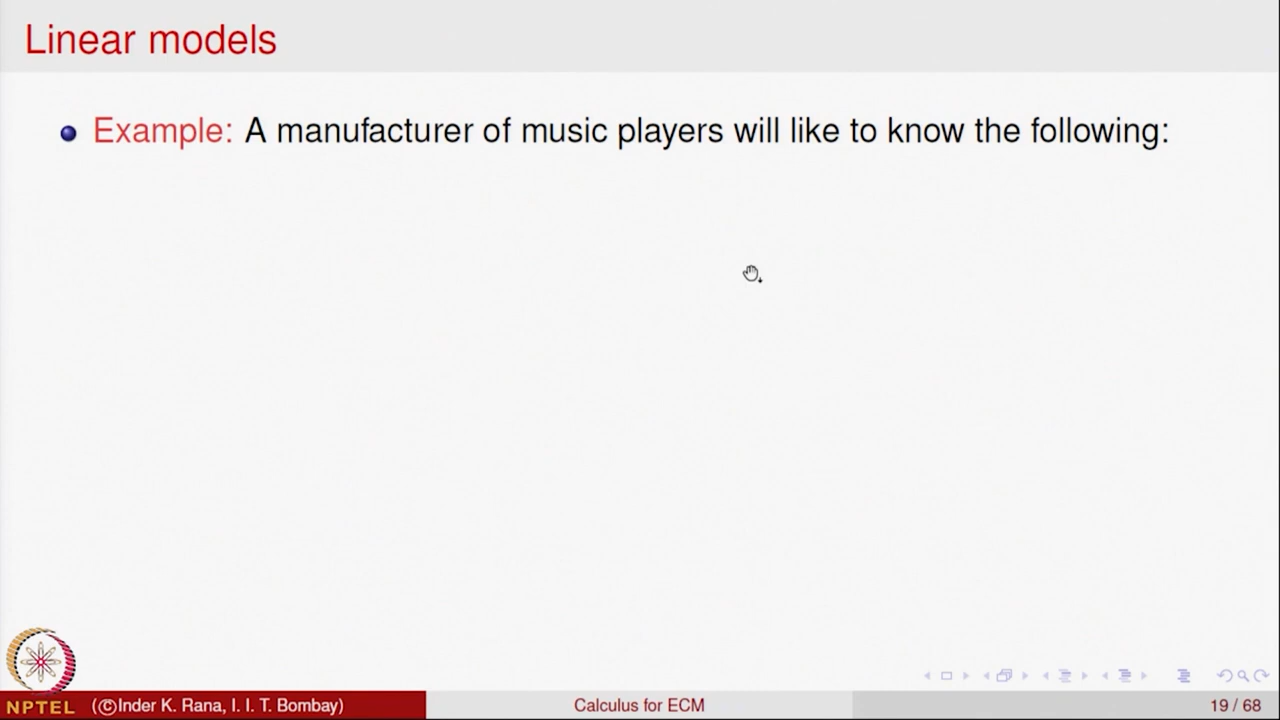 Linear models
Example: A manufacturer of music players will like to know the following:
NPTEL
(©Inder K. Rana, I. I. T. Bombay)
Calculus for ECM
19 / 68